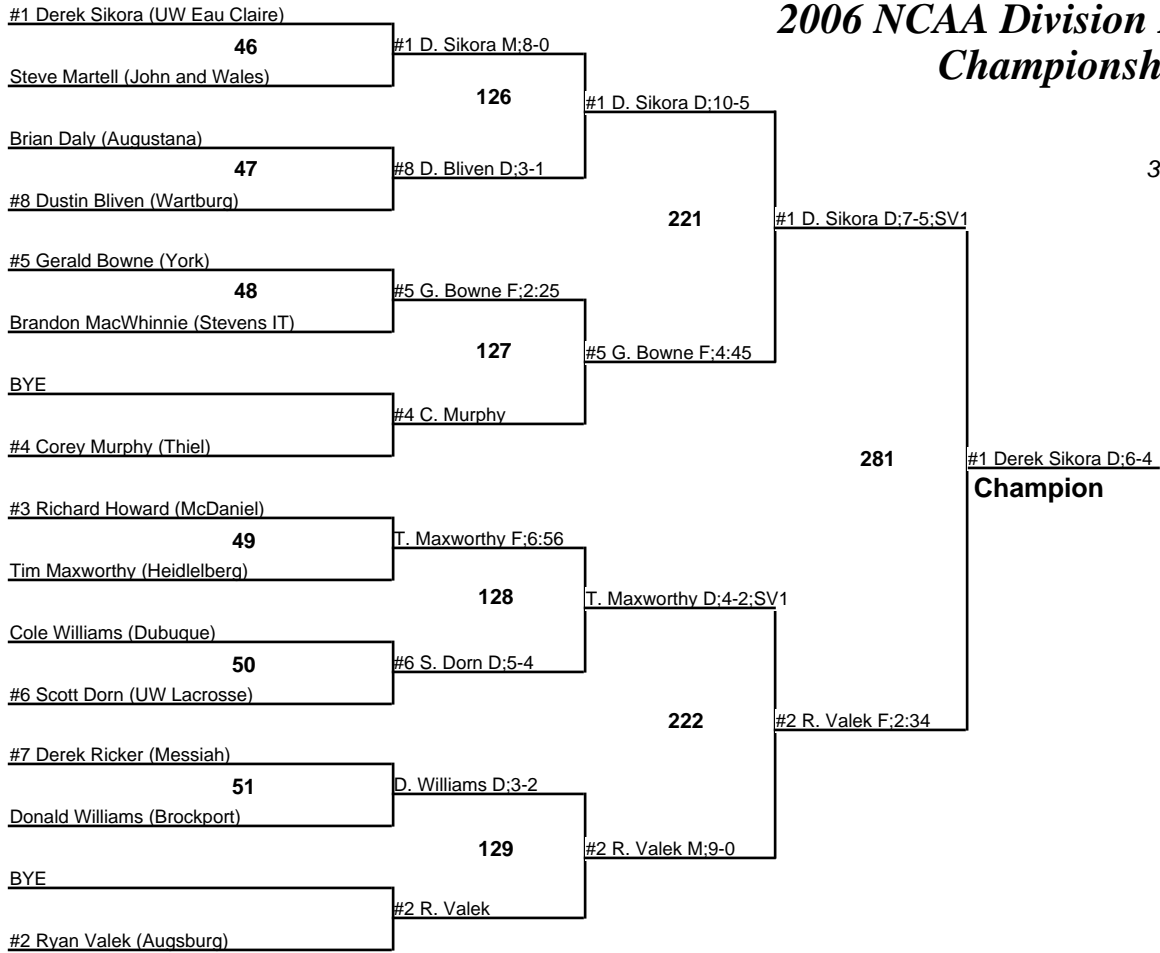 2006 NCAA Division
Championsh
3
#1 Derek Sikora (UW Eau Claire)
46
Steve Martell (John and Wales)
Brian Daly (Augustana)
47
#8 Dustin Bliven (Wartburg)
#5 Gerald Bowne (York)
48
Brandon MacWhinnie (Stevens IT)
BYE
#4 Corey Murphy (Thiel)
#3 Richard Howard (McDaniel)
49
Tim Maxworthy (Heidlelberg)
Cole Williams (Dubuque)
50
#6 Scott Dorn (UW Lacrosse)
#7 Derek Ricker (Messiah)
51
Donald Williams (Brockport)
BYE
#2 Ryan Valek (Augsburg)
#1 D. Sikora M;8-0
126
#8 D. Bliven D;3-1
#5 G. Bowne F;2:25
127
#4 C. Murphy
T. Maxworthy F;6:56
128
#6 S. Dorn D;5-4
D. Williams D;3-2
129
#2 R. Valek
#1 D. Sikora D;10-5
221
#5 G. Bowne F;4:45
T. Maxworthy D;4-2;SV1
222
#2 R. Valek M;9-0
#1 D. Sikora D;7-5;SV1
281
#2 R. Valek F;2:34
#1 Derek Sikora D;6-4
Champion